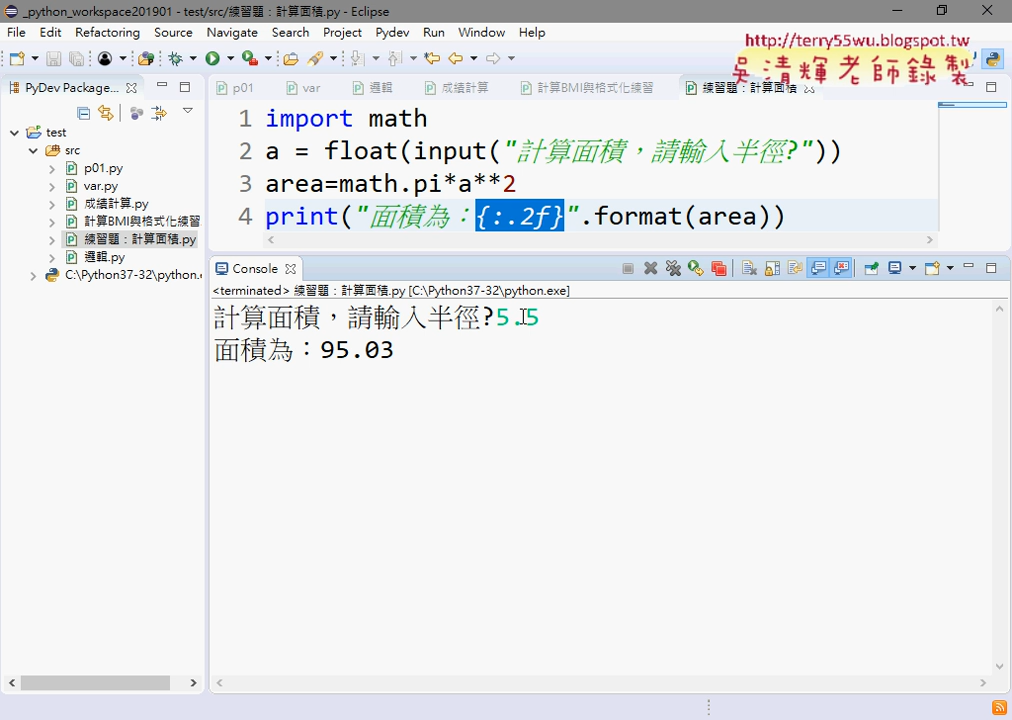 _python_workspace201901 - test/src/練習題：計算面積.py - Eclipse
File Edit Refactoring Source Navigate Search Project Pydev Run Window Help
http://terry55wu.blogspot.tw
吳清輝老師錄製
PyDev Package...
p01 var 邏輯 成績計算 計算BMI與格式化練習 練習題：計算面積
test
src
p01.py
var.py
成績計算.py
計算BMI與格式化練習
練習題：計算面積.py
邏輯.py
C:\Python37-32\python.
1 import math
2 a = float(input("計算面積，請輸入半徑?"))
3 area=math.pi*a**2
4 print("面積為：{:.2f}".format(area))
Console
<terminated> 練習題：計算面積.py [C:\Python37-32\python.exe]
計算面積，請輸入半徑?5.5
面積為：95.03